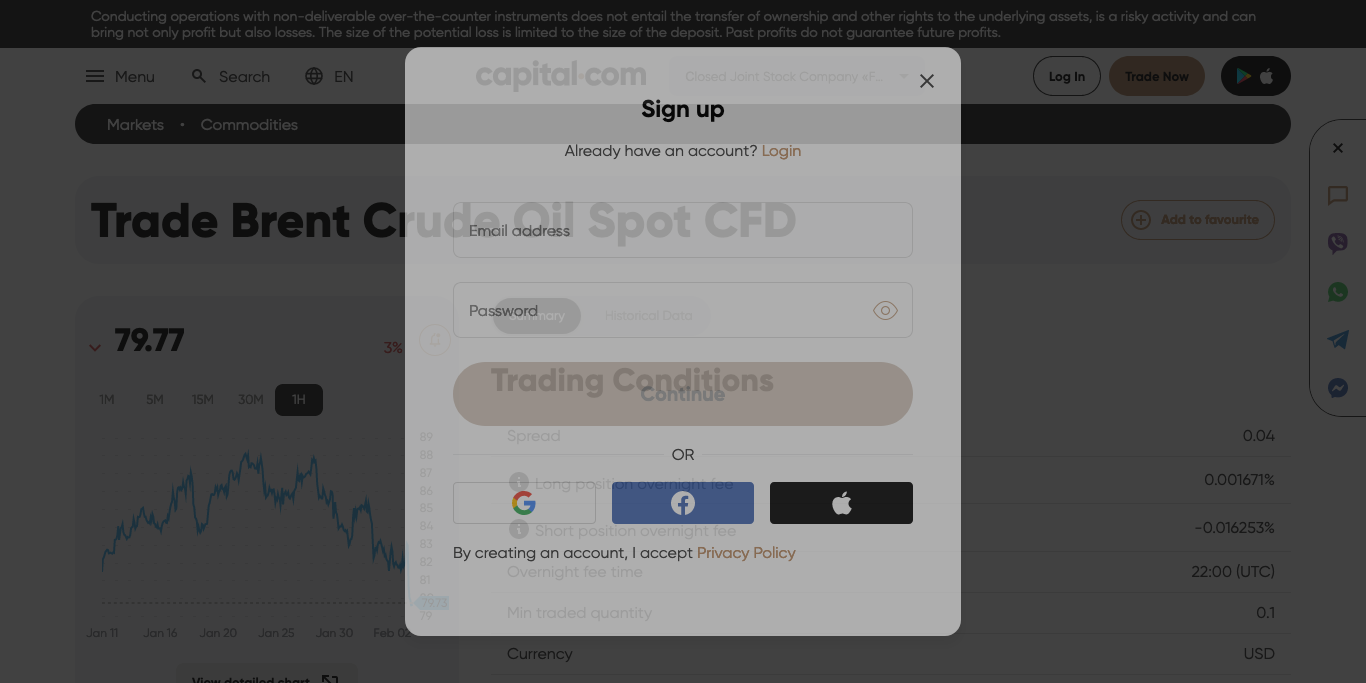 Conducting operations with non-deliverable over-the-counter instruments does not entail the transfer of ownership and other rights to the underlying assets, is a risky activity and can
bring not only profit but also losses. The size of the potential loss is limited to the size of the deposit. Past profits do not guarantee future profits.
Menu Search EN
capital.com
Closed Joint Stock Company «F...
Log In
Trade Now
Markets • Commodities
Sign up
Already have an account? Login
Trade Brent Crude Oil Spot CFD
Add to favourite
Email address
Password
Summary
Historical Data
79.77
3%
1M 5M 15M 30M 1H
Trading Conditions
Continue
Spread 0.04
OR
Long position overnight fee 0.001671%
Short position overnight fee -0.016253%
By creating an account, I accept Privacy Policy
Overnight fee time 22:00 (UTC)
Min traded quantity 0.1
Currency USD
89
88
87
86
85
84
83
82
81
79.73
79
Jan 11 Jan 16 Jan 20 Jan 25 Jan 30 Feb 02
View detailed chart